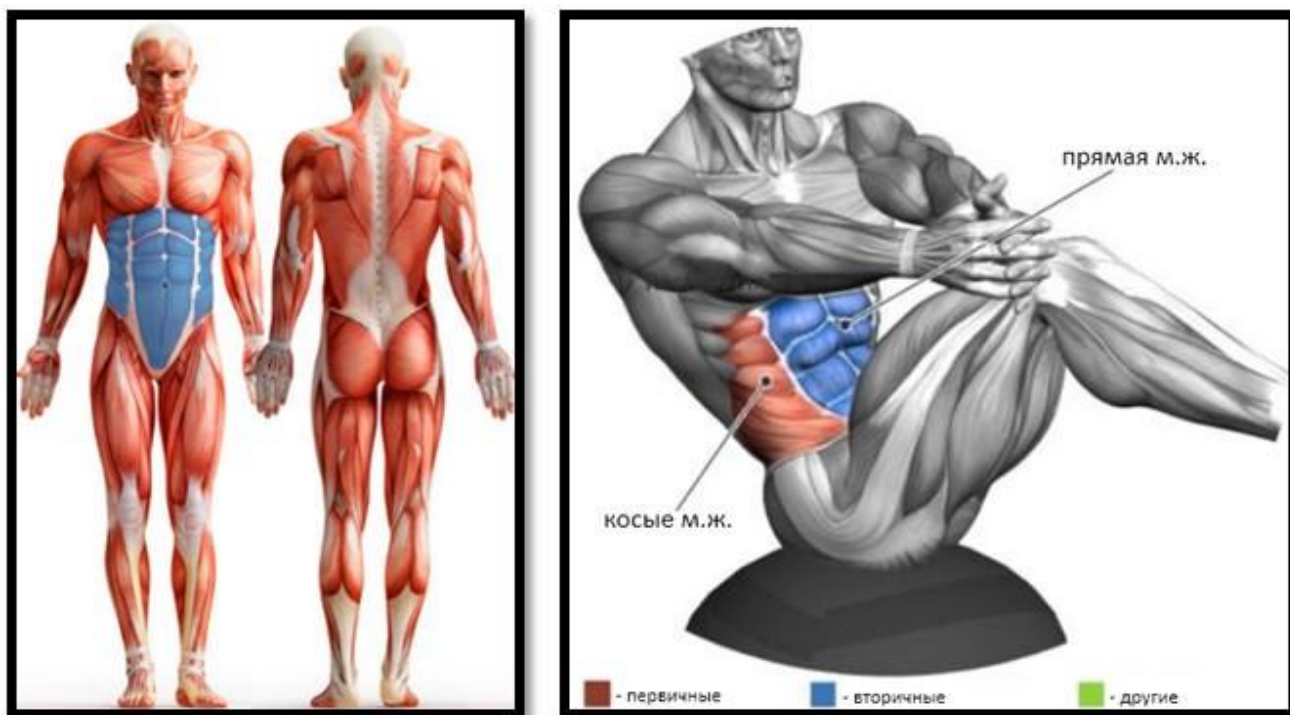 прямая м.ж.
косые м.ж.
- первичные
- вторичные
- другие